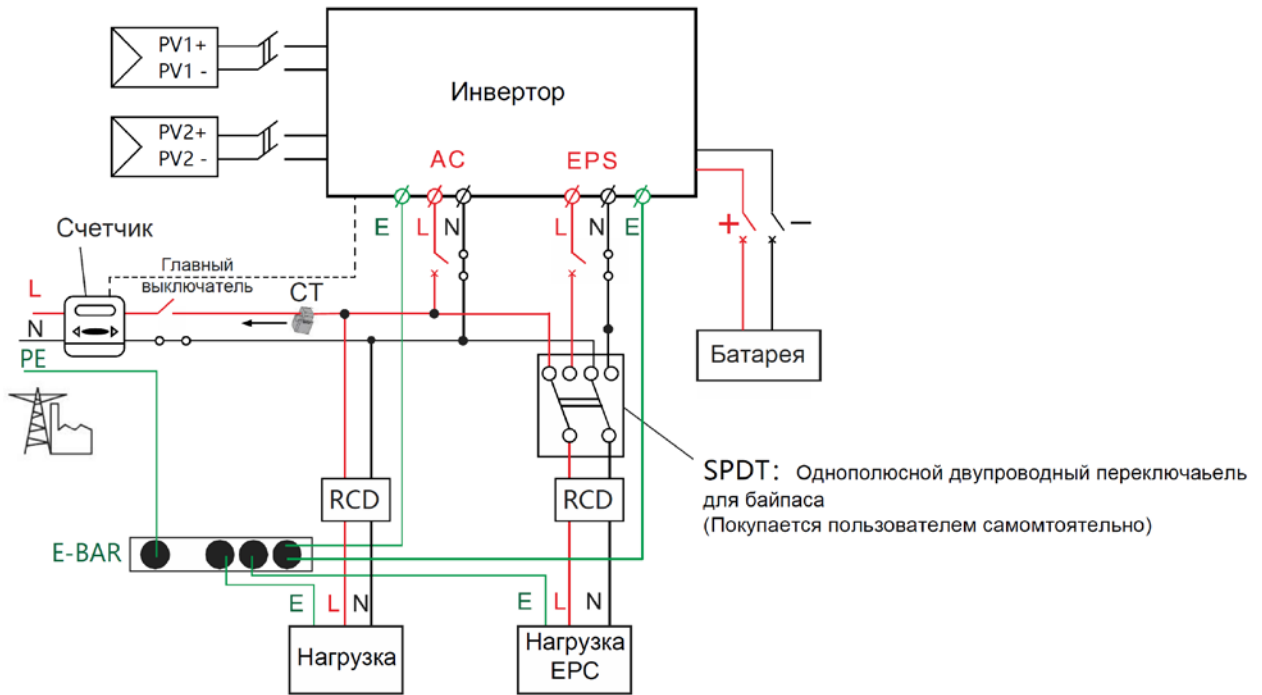 PV1+
PV1 -
Инвертор
PV2+
PV2 -
AC
EPS
E
L
N
L
N
E
+
−
Счетчик
Главный
выключатель
CT
L
N
PE
Батарея
SPDT: Однополюсной двупроводный переключаьель
для байпаса
(Покупается пользователем самомтоятельно)
RCD
RCD
E-BAR
E
L
N
E
L
N
Нагрузка
Нагрузка
EPC